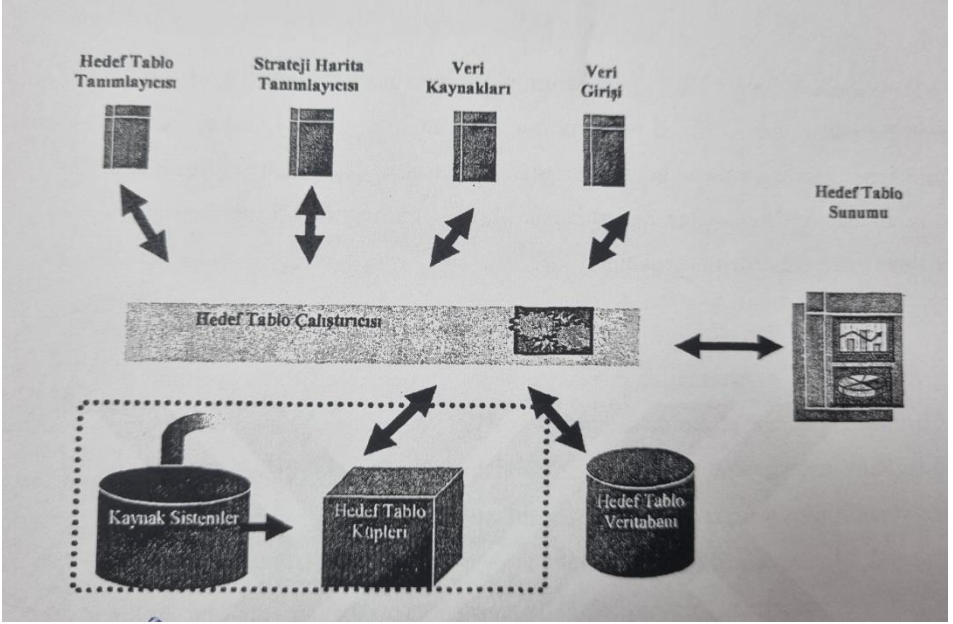 Hedef Tablo
Tanımlayıcısı
Strateji Harita
Tanımlayıcısı
Veri
Kaynakları
Veri
Girişi
Hedef Tablo
Sunumu
Hedef Tablo Çalıştırıcısı
Kaynak Sistemler
Hedef Tablo
Küpleri
Hedef Tablo
Veritabanı